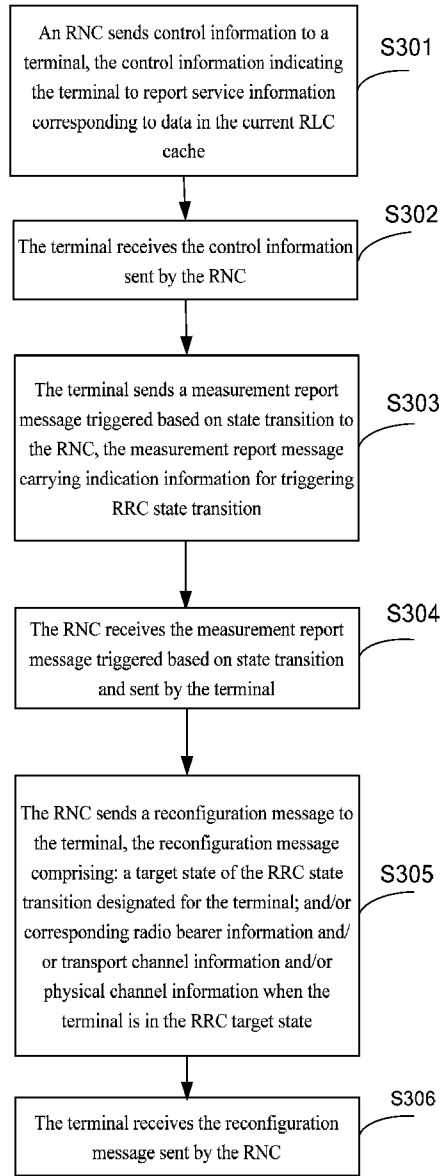 An RNC sends control information to a
terminal, the control information indicating
the terminal to report service information
corresponding to data in the current RLC
cache
S301
The terminal receives the control information
sent by the RNC
S302
The terminal sends a measurement report
message triggered based on state transition to
the RNC, the measurement report message
carrying indication information for triggering
RRC state transition
S303
The RNC receives the measurement report
message triggered based on state transition
and sent by the terminal
S304
The RNC sends a reconfiguration message to
the terminal, the reconfiguration message
comprising: a target state of the RRC state
transition designated for the terminal; and/or
corresponding radio bearer information and/
or transport channel information and/or
physical channel information when the
terminal is in the RRC target state
S305
The terminal receives the reconfiguration
message sent by the RNC
S306